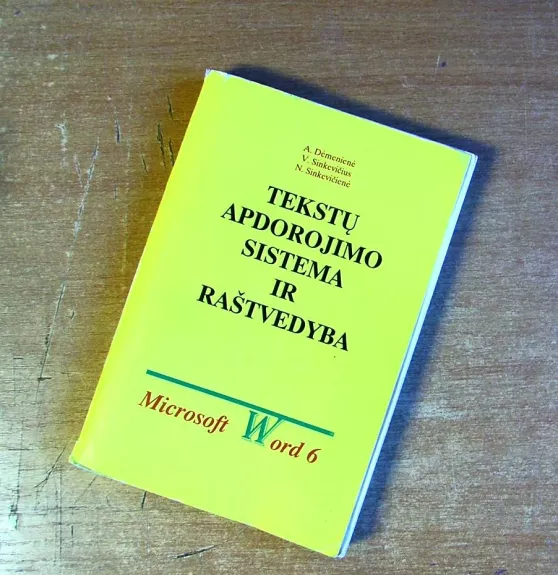 A. Dėmenienė
V. Sinkevičius
N. Sinkevičienė
TEKSTŲ
APDOROJIMO
SISTEMA
IR
RAŠTVEDYBA
Microsoft Word 6